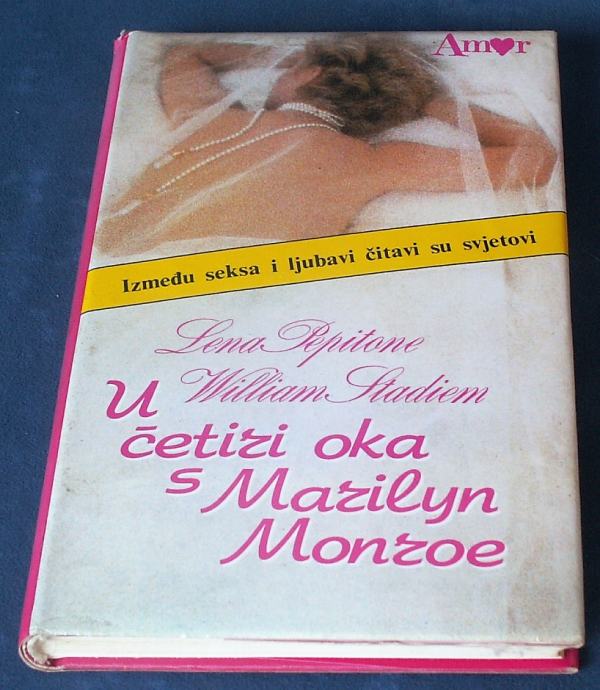 Amor
Između seksa i ljubavi čitavi su svjetovi
Lena Pepitone
William Stadiem
U
četiri oka
s Marilyn
Monroe